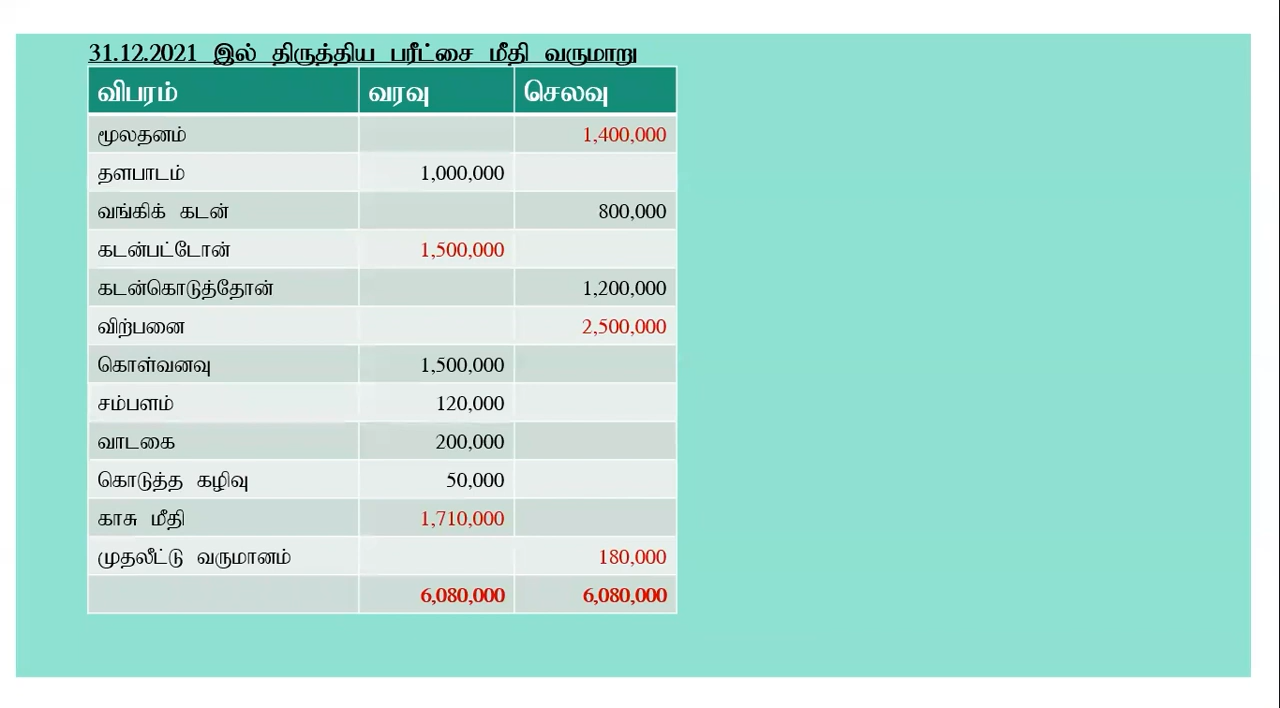 31.12.2021 இல் திருத்திய பரீட்சை மீதி வருமாறு
விபரம் வரவு செலவு
மூலதனம் 1,400,000
தளபாடம் 1,000,000
வங்கிக் கடன் 800,000
கடன்பட்டோன் 1,500,000
கடன்கொடுத்தோன் 1,200,000
விற்பனை 2,500,000
கொள்வனவு 1,500,000
சம்பளம் 120,000
வாடகை 200,000
கொடுத்த கழிவு 50,000
காசு மீதி 1,710,000
முதலீட்டு வருமானம் 180,000
6,080,000 6,080,000